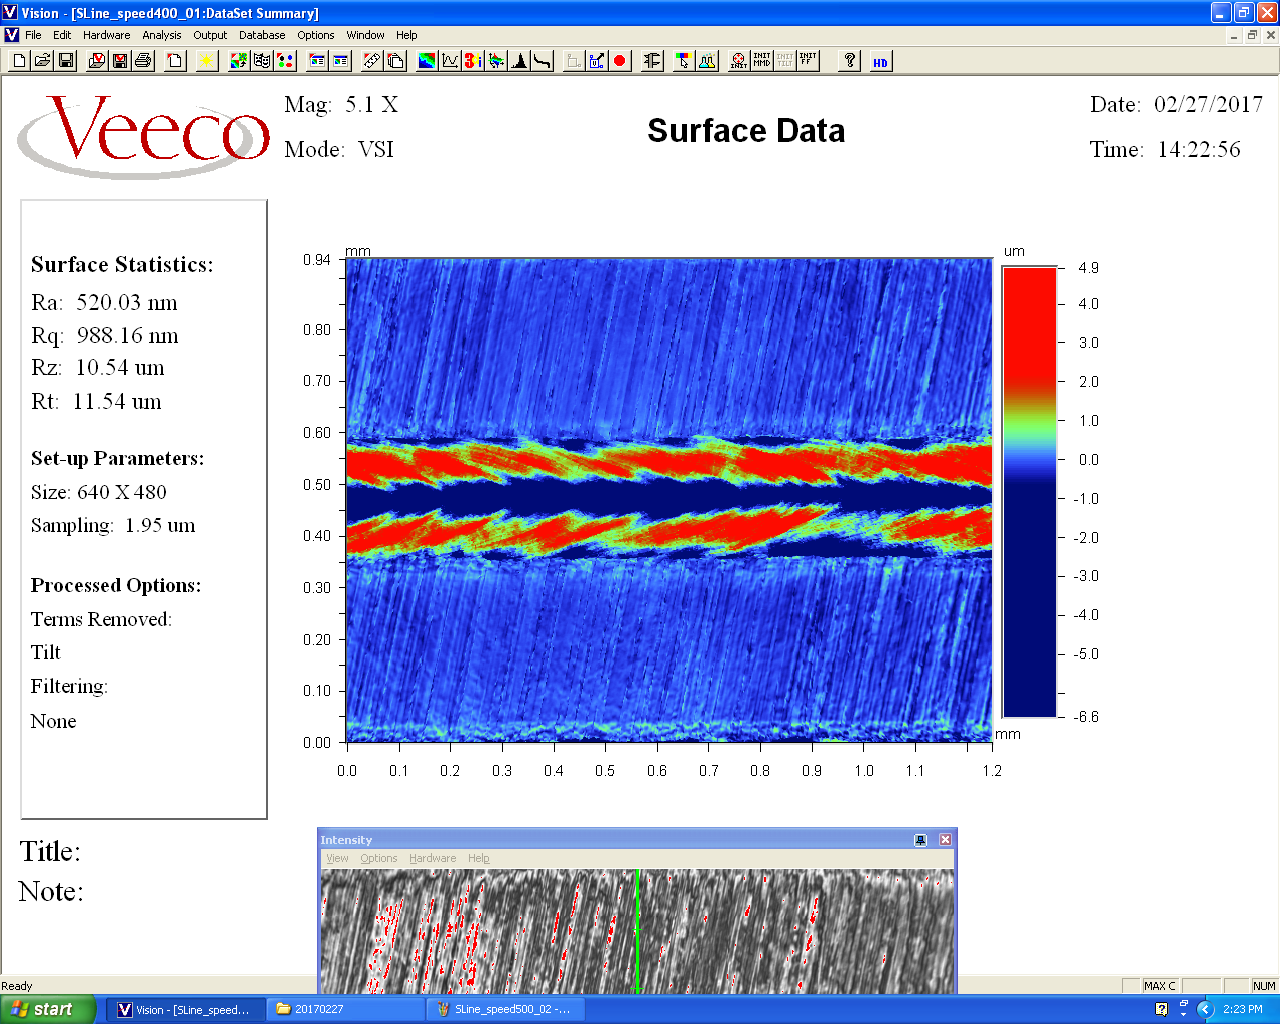 Vision - [SLine_speed400_01:DataSet Summary]
File Edit Hardware Analysis Output Database Options Window Help
INIT INIT MMD INIT TILT INIT FF ? HD
Veeco
Mag: 5.1 X
Mode: VSI
Surface Data
Date: 02/27/2017
Time: 14:22:56
Surface Statistics:
Ra: 520.03 nm
Rq: 988.16 nm
Rz: 10.54 um
Rt: 11.54 um
Set-up Parameters:
Size: 640 X 480
Sampling: 1.95 um
Processed Options:
Terms Removed:
Tilt
Filtering:
None
mm
0.94
0.80
0.70
0.60
0.50
0.40
0.30
0.20
0.10
0.00
0.0 0.1 0.2 0.3 0.4 0.5 0.6 0.7 0.8 0.9 1.0 1.1 1.2
mm
um
4.9
4.0
3.0
2.0
1.0
0.0
-1.0
-2.0
-3.0
-4.0
-5.0
-6.6
Title:
Note:
Intensity
View Options Hardware Help
Ready
MAX C NUM
start
Vision - [SLine_speed...
20170227
SLine_speed500_02 -...
2:23 PM